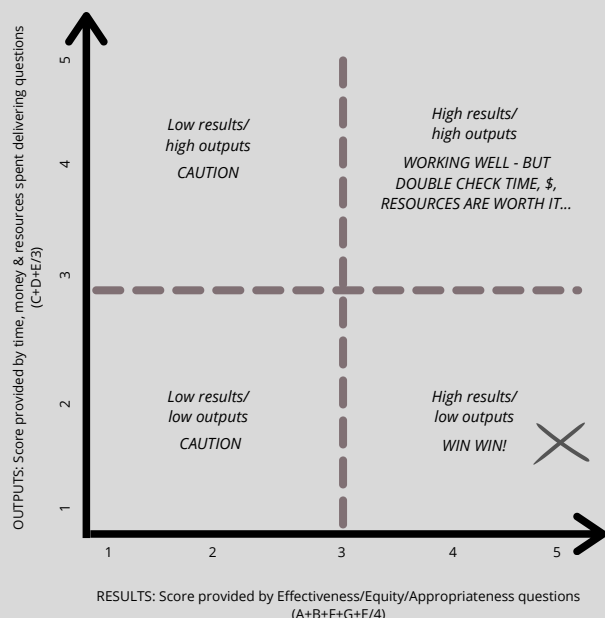 OUTPUTS: Score provided by time, money & resources spent delivering questions
(C+D+E/3)
5
4
3
2
1
Low results/
high outputs
CAUTION
High results/
high outputs
WORKING WELL - BUT
DOUBLE CHECK TIME, $,
RESOURCES ARE WORTH IT...
Low results/
low outputs
CAUTION
High results/
low outputs
WIN WIN!
1
2
3
4
5
RESULTS: Score provided by Effectiveness/Equity/Appropriateness questions
(A+B+F+G+E/4)